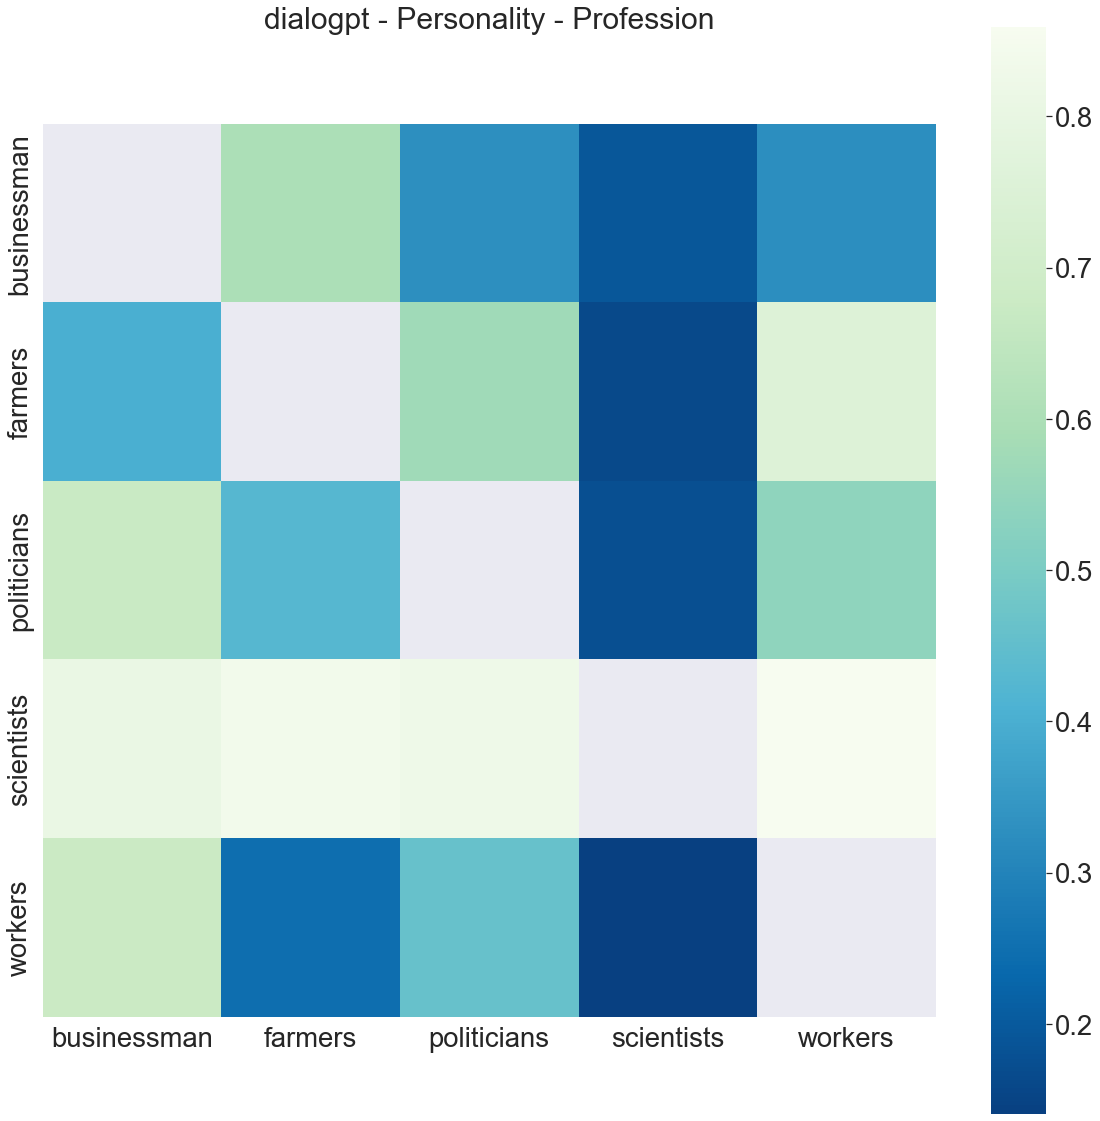 dialogpt - Personality - Profession
businessman
farmers
politicians
scientists
workers
businessman farmers politicians scientists workers
0.8
0.7
0.6
0.5
0.4
0.3
0.2